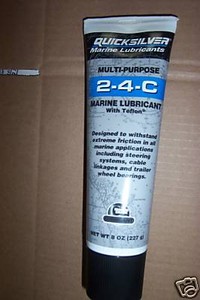 QUICKSILVER
Marine Lubricants
MULTI-PURPOSE
2-4-C
MARINE LUBRICANT
With Teflon
Designed to withstand
extreme friction in all
marine applications
including steering
systems, cable
linkages and trailer
wheel bearings.
NET WT 8 OZ (227 g)